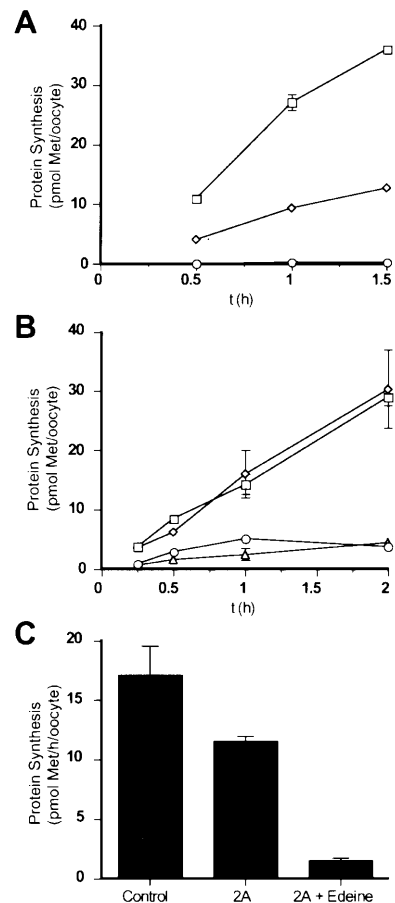 A
Protein Synthesis
(pmol Met/oocyte)
40
30
20
10
0
0 0.5 1 1.5
t (h)
B
Protein Synthesis
(pmol Met/oocyte)
40
30
20
10
0
0 0.5 1 1.5 2
t (h)
C
Protein Synthesis
(pmol Met/h/oocyte)
20
15
10
5
0
Control 2A 2A + Edeine